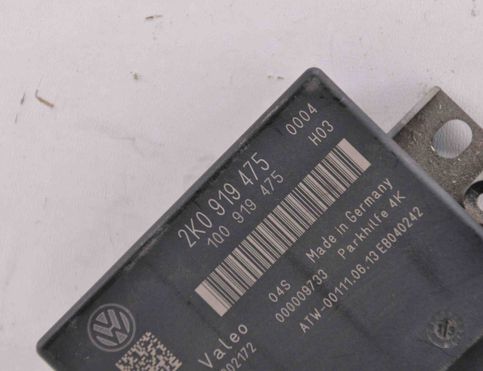 2K0 919 475 0004
1Q0 919 475 H03
04S Made in Germany
000009733 Parkhilfe 4K
ATW-00111.06.13 EB040242
Valeo